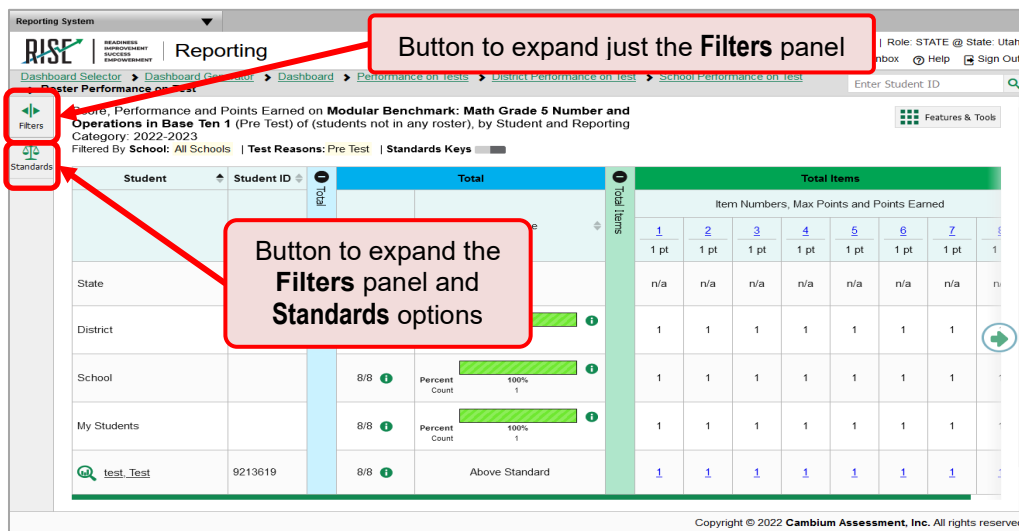 Reporting System
RISE READINESS IMPROVEMENT SUCCESS EMPOWERMENT Reporting
| Role: STATE @ State: Utah
Help Sign Out
Button to expand just the Filters panel
Dashboard Selector > Dashboard Generator > Dashboard > Performance on Tests > District Performance on Test > School Performance on Test
> Roster Performance on Test
Enter Student ID
Filters
Standards
Score, Performance and Points Earned on Modular Benchmark: Math Grade 5 Number and
Operations in Base Ten 1 (Pre Test) of (students not in any roster), by Student and Reporting
Category: 2022-2023
Filtered By School: All Schools | Test Reasons: Pre Test | Standards Keys
Features & Tools
Student Student ID Total Total Total Items Total Items
Item Numbers, Max Points and Points Earned
1 2 3 4 5 6 7 8
1 pt 1 pt 1 pt 1 pt 1 pt 1 pt 1 pt 1
Button to expand the
Filters panel and
Standards options
State n/a n/a n/a n/a n/a n/a n/a
District 1 1 1 1 1 1 1
School 8/8 Percent 100% 1 1 1 1 1 1 1
Count 1
My Students 8/8 Percent 100% 1 1 1 1 1 1 1
Count 1
test, Test 9213619 8/8 Above Standard 1 1 1 1 1 1 1
Copyright © 2022 Cambium Assessment, Inc. All rights reserved